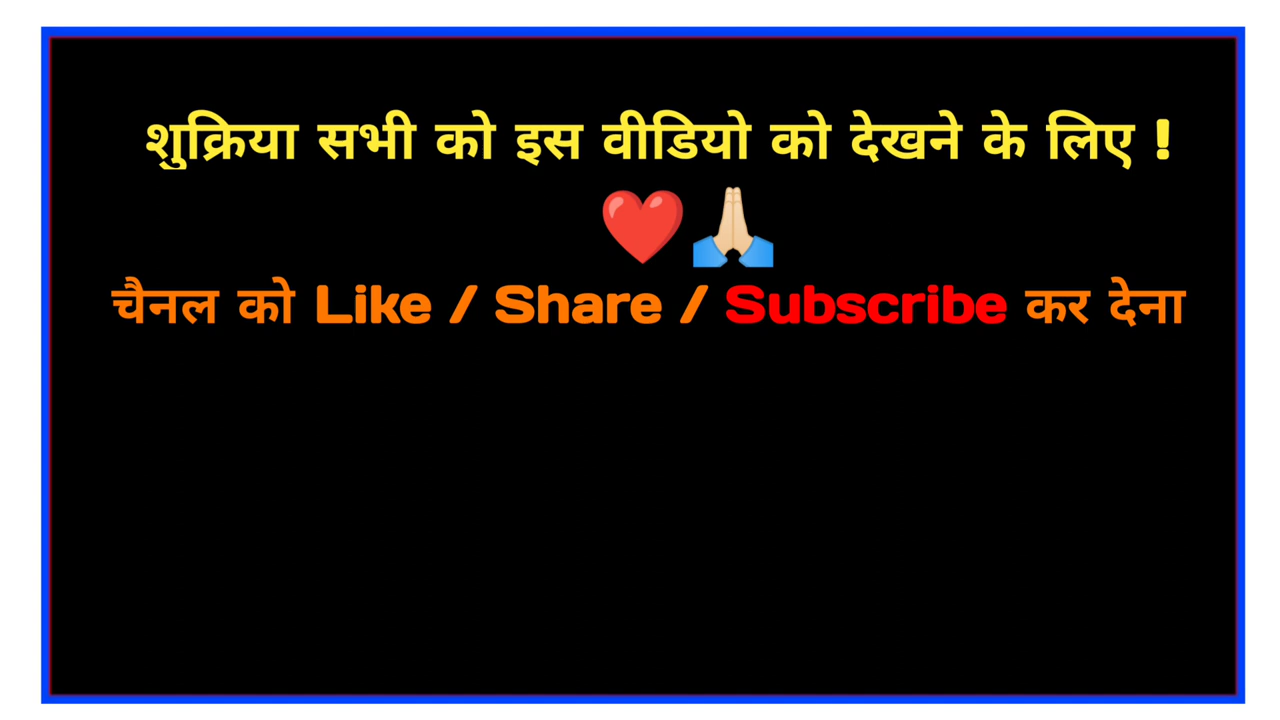 शुक्रिया सभी को इस वीडियो को देखने के लिए !
❤️🙏🏻
चैनल को Like / Share / Subscribe कर देना